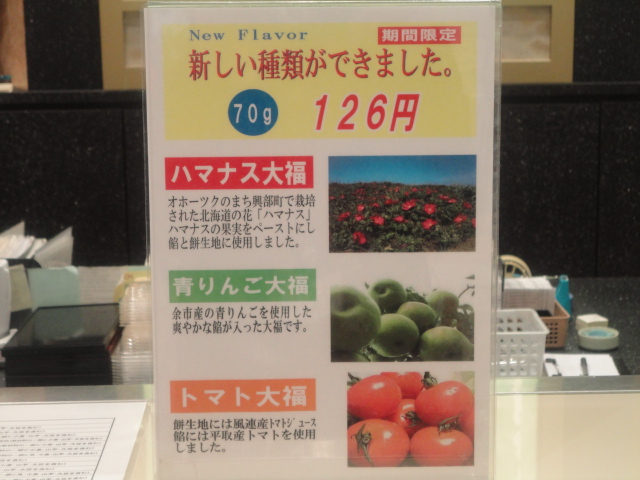 New Flavor
期間限定
新しい種類ができました。
70g
126円
ハマナス大福
オホーツクのまち興部町で栽培
された北海道の花「ハマナス」
ハマナスの果実をペーストにし
餡と餅生地に使用しました。
青りんご大福
余市産の青りんごを使用した
爽やかな餡が入った大福です。
トマト大福
餅生地には風連産ﾄﾏﾄｼﾞｭｰｽ
餡には平取産トマトを使用
しました。